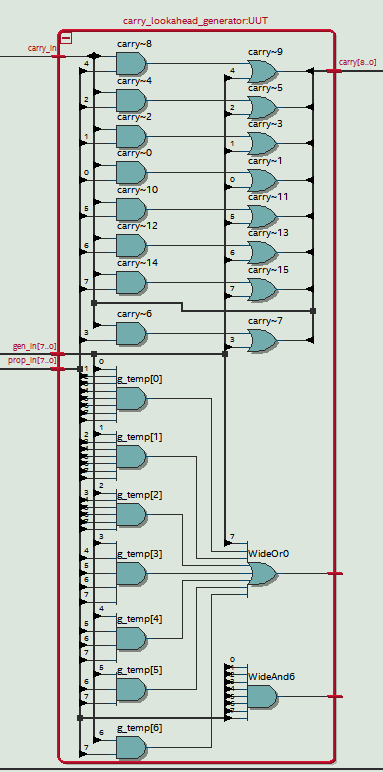 carry_lookahead_generator:UUT
carry_in
carry~8
4
carry~9
4
carry[8..0]
carry~4
2
carry~5
2
carry~2
1
carry~3
1
carry~0
0
carry~1
0
carry~10
5
carry~11
5
carry~12
6
carry~13
6
carry~14
7
carry~15
7
carry~6
3
carry~7
3
gen_in[7..0]
prop_in[7..0]
0
g_temp[0]
1
7
1
g_temp[1]
2
7
2
g_temp[2]
3
7
3
g_temp[3]
4
5
6
7
7
WideOr0
4
g_temp[4]
5
6
7
5
g_temp[5]
6
7
0
WideAnd6
6
g_temp[6]
7